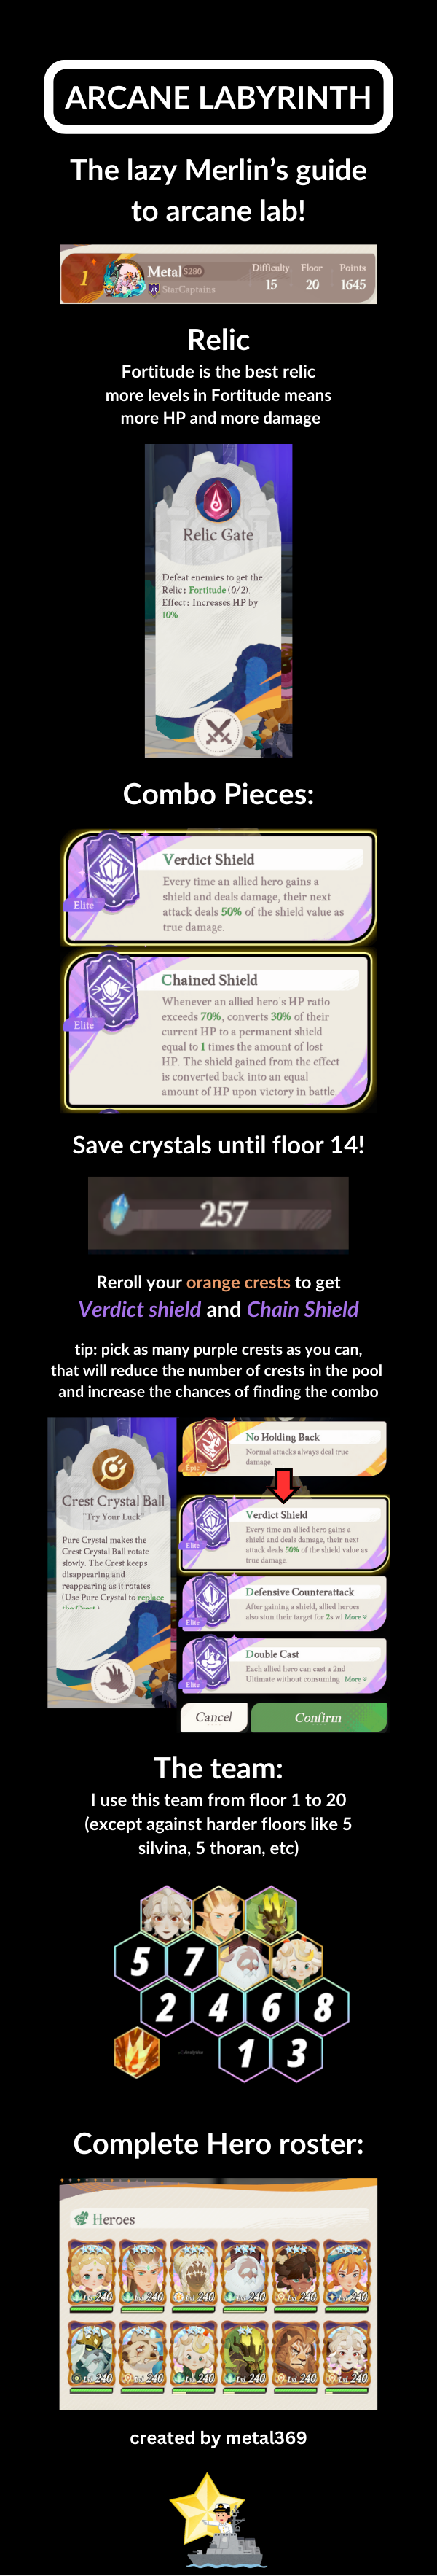 ARCANE LABYRINTH
The lazy Merlin's guide
to arcane lab!
1
Metal S280
StarCaptains
Difficulty
15
Floor
20
Points
1645
Relic
Fortitude is the best relic
more levels in Fortitude means
more HP and more damage
Relic Gate
Defeat enemies to get the
Relic: Fortitude (0/2).
Effect: Increases HP by
10%.
Combo Pieces:
Elite
Verdict Shield
Every time an allied hero gains a
shield and deals damage, their next
attack deals 50% of the shield value as
true damage.
Elite
Chained Shield
Whenever an allied hero's HP ratio
exceeds 70%, converts 30% of their
current HP to a permanent shield
equal to 1 times the amount of lost
HP. The shield gained from the effect
is converted back into an equal
amount of HP upon victory in battle.
Save crystals until floor 14!
257
Reroll your orange crests to get
Verdict shield and Chain Shield
tip: pick as many purple crests as you can,
that will reduce the number of crests in the pool
and increase the chances of finding the combo
Crest Crystal Ball
"Try Your Luck"
Pure Crystal makes the
Crest Crystal Ball rotate
slowly. The Crest keeps
disappearing and
reappearing as it rotates.
(Use Pure Crystal to replace
the Crest.)
No Holding Back
Normal attacks always deal true
damage.
Verdict Shield
Every time an allied hero gains a
shield and deals damage, their next
attack deals 50% of the shield value as
true damage.
Elite
Defensive Counterattack
After gaining a shield, allied heroes
also stun their target for 2s w/ More
Elite
Double Cast
Each allied hero can cast a 2nd
Ultimate without consuming More
Elite
Cancel
Confirm
The team:
I use this team from floor 1 to 20
(except against harder floors like 5
silvina, 5 thoran, etc)
5 7
2 4 6 8
1 3
Complete Hero roster:
Heroes
Lv. 240 Lv. 240 Lv. 240 Lv. 240 Lv. 240 Lv. 240
Lv. 240 Lv. 240 Lv. 240 Lv. 240 Lv. 240 Lv. 240
created by metal369